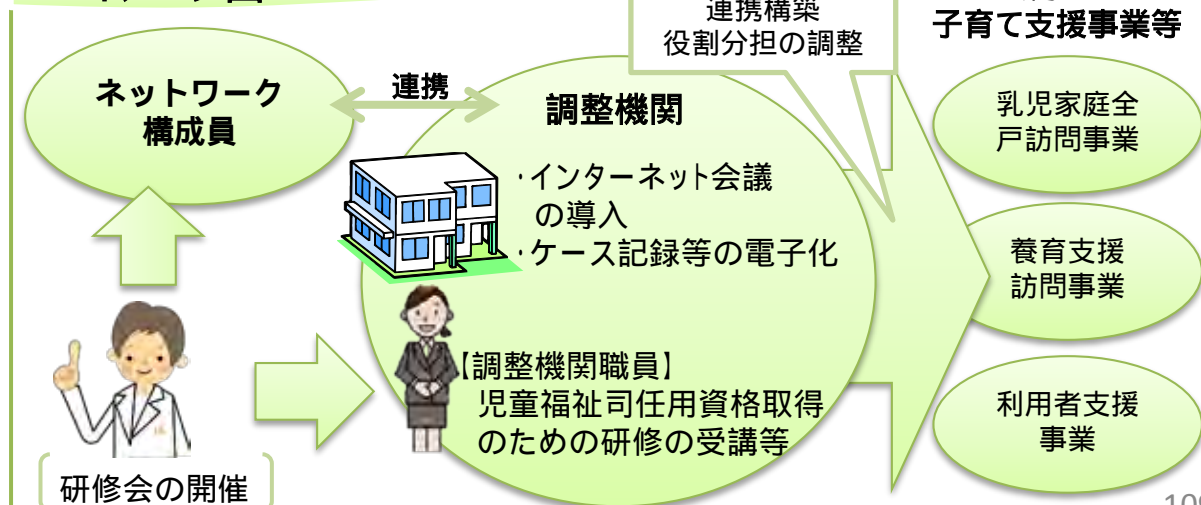 連携構築
役割分担の調整
子育て支援事業等
ネットワーク
構成員
連携
調整機関
・インターネット会議
の導入
・ケース記録等の電子化
【調整機関職員】
児童福祉司任用資格取得
のための研修の受講等
研修会の開催
乳児家庭全
戸訪問事業
養育支援
訪問事業
利用者支援
事業